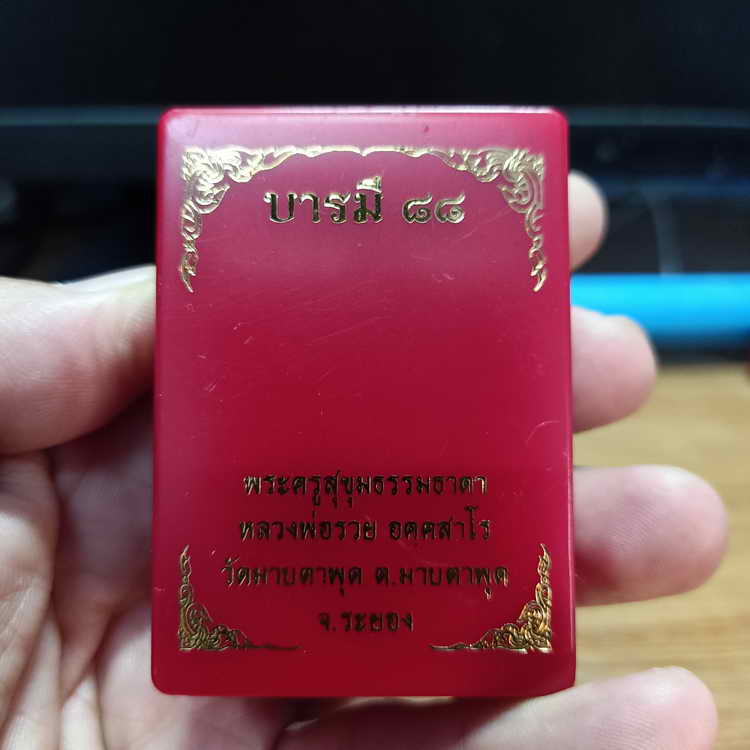 บารมี ๘๘
พระครูสุขุมธรรมธาดา
หลวงพ่อรวย อตคสาโร
วัดมาบตาพุด ต.มาบตาพุด
จ.ระยอง